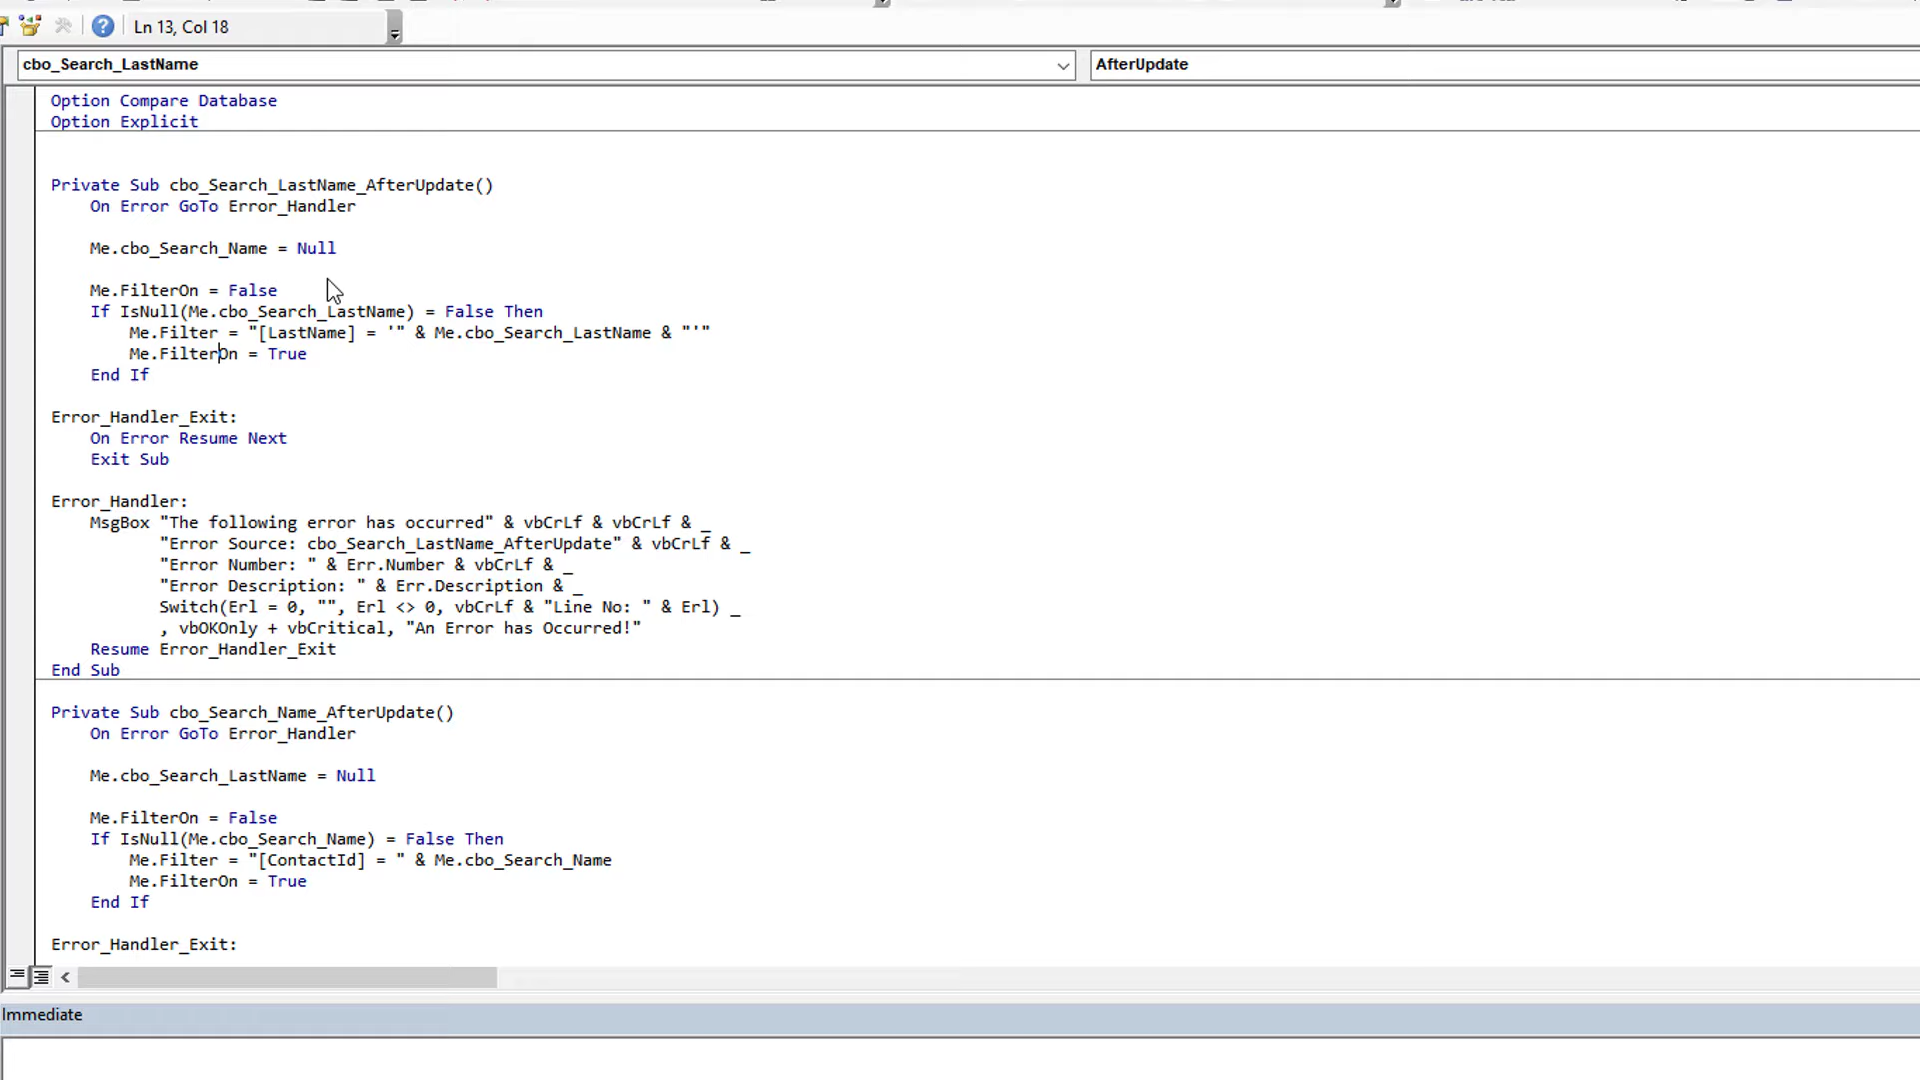 Ln 13, Col 18
cbo_Search_LastName
AfterUpdate
Option Compare Database
Option Explicit
Private Sub cbo_Search_LastName_AfterUpdate()
    On Error GoTo Error_Handler
    Me.cbo_Search_Name = Null
    Me.FilterOn = False
    If IsNull(Me.cbo_Search_LastName) = False Then
        Me.Filter = "[LastName] = '" & Me.cbo_Search_LastName & "'"
        Me.FilterOn = True
    End If
Error_Handler_Exit:
    On Error Resume Next
    Exit Sub
Error_Handler:
    MsgBox "The following error has occurred" & vbCrLf & vbCrLf & _
           "Error Source: cbo_Search_LastName_AfterUpdate" & vbCrLf & _
           "Error Number: " & Err.Number & vbCrLf & _
           "Error Description: " & Err.Description & _
           Switch(Erl = 0, "", Erl <> 0, vbCrLf & "Line No: " & Erl) _
           , vbOKOnly + vbCritical, "An Error has Occurred!"
    Resume Error_Handler_Exit
End Sub
Private Sub cbo_Search_Name_AfterUpdate()
    On Error GoTo Error_Handler
    Me.cbo_Search_LastName = Null
    Me.FilterOn = False
    If IsNull(Me.cbo_Search_Name) = False Then
        Me.Filter = "[ContactId] = " & Me.cbo_Search_Name
        Me.FilterOn = True
    End If
Error_Handler_Exit:
Immediate